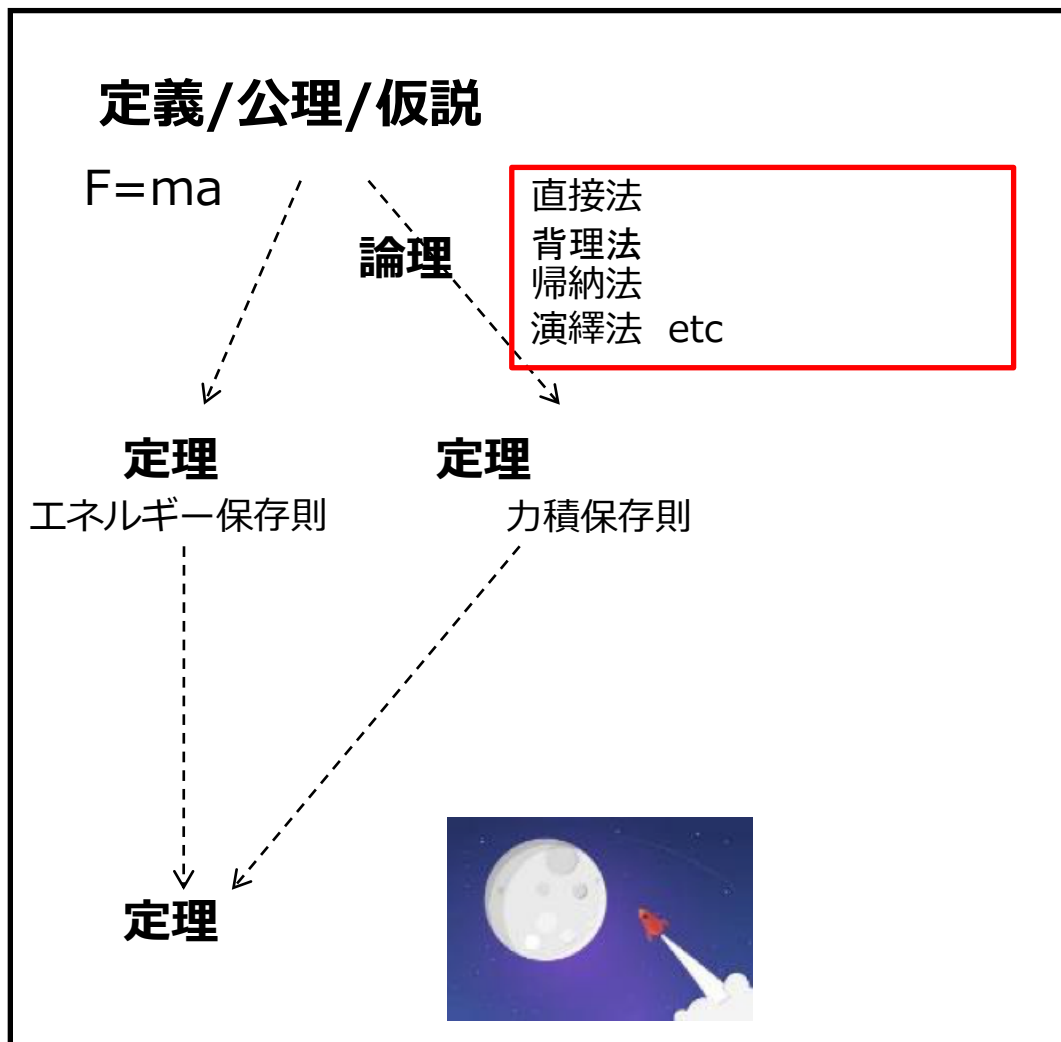 定義/公理/仮説
F=ma
論理
直接法
背理法
帰納法
演繹法 etc
定理
定理
エネルギー保存則
力積保存則
定理